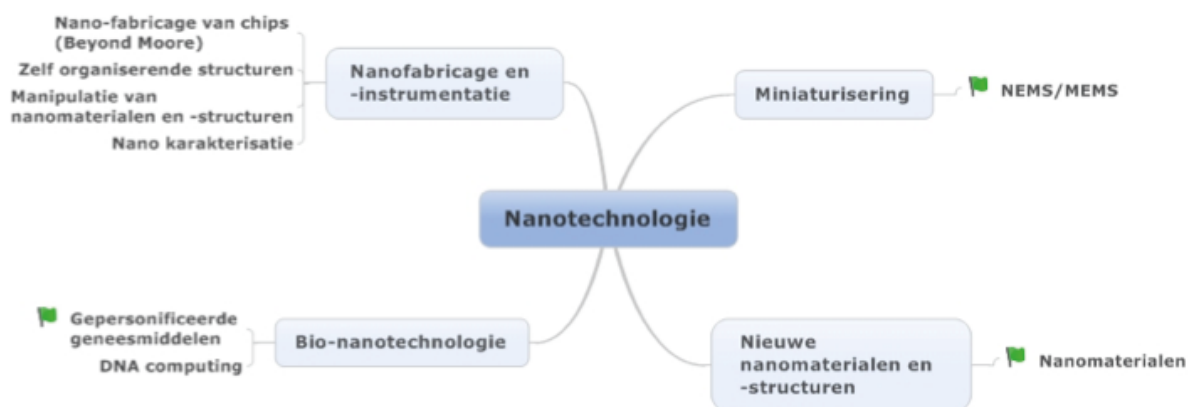 Nano-fabricage van chips
(Beyond Moore)
Zelf organiserende structuren
Manipulatie van
nanomaterialen en -structuren
Nano karakterisatie
Nanofabricage en
-instrumentatie
Miniaturisering
NEMS/MEMS
Nanotechnologie
Gepersonificeerde
geneesmiddelen
DNA computing
Bio-nanotechnologie
Nieuwe
nanomaterialen en
-structuren
Nanomaterialen